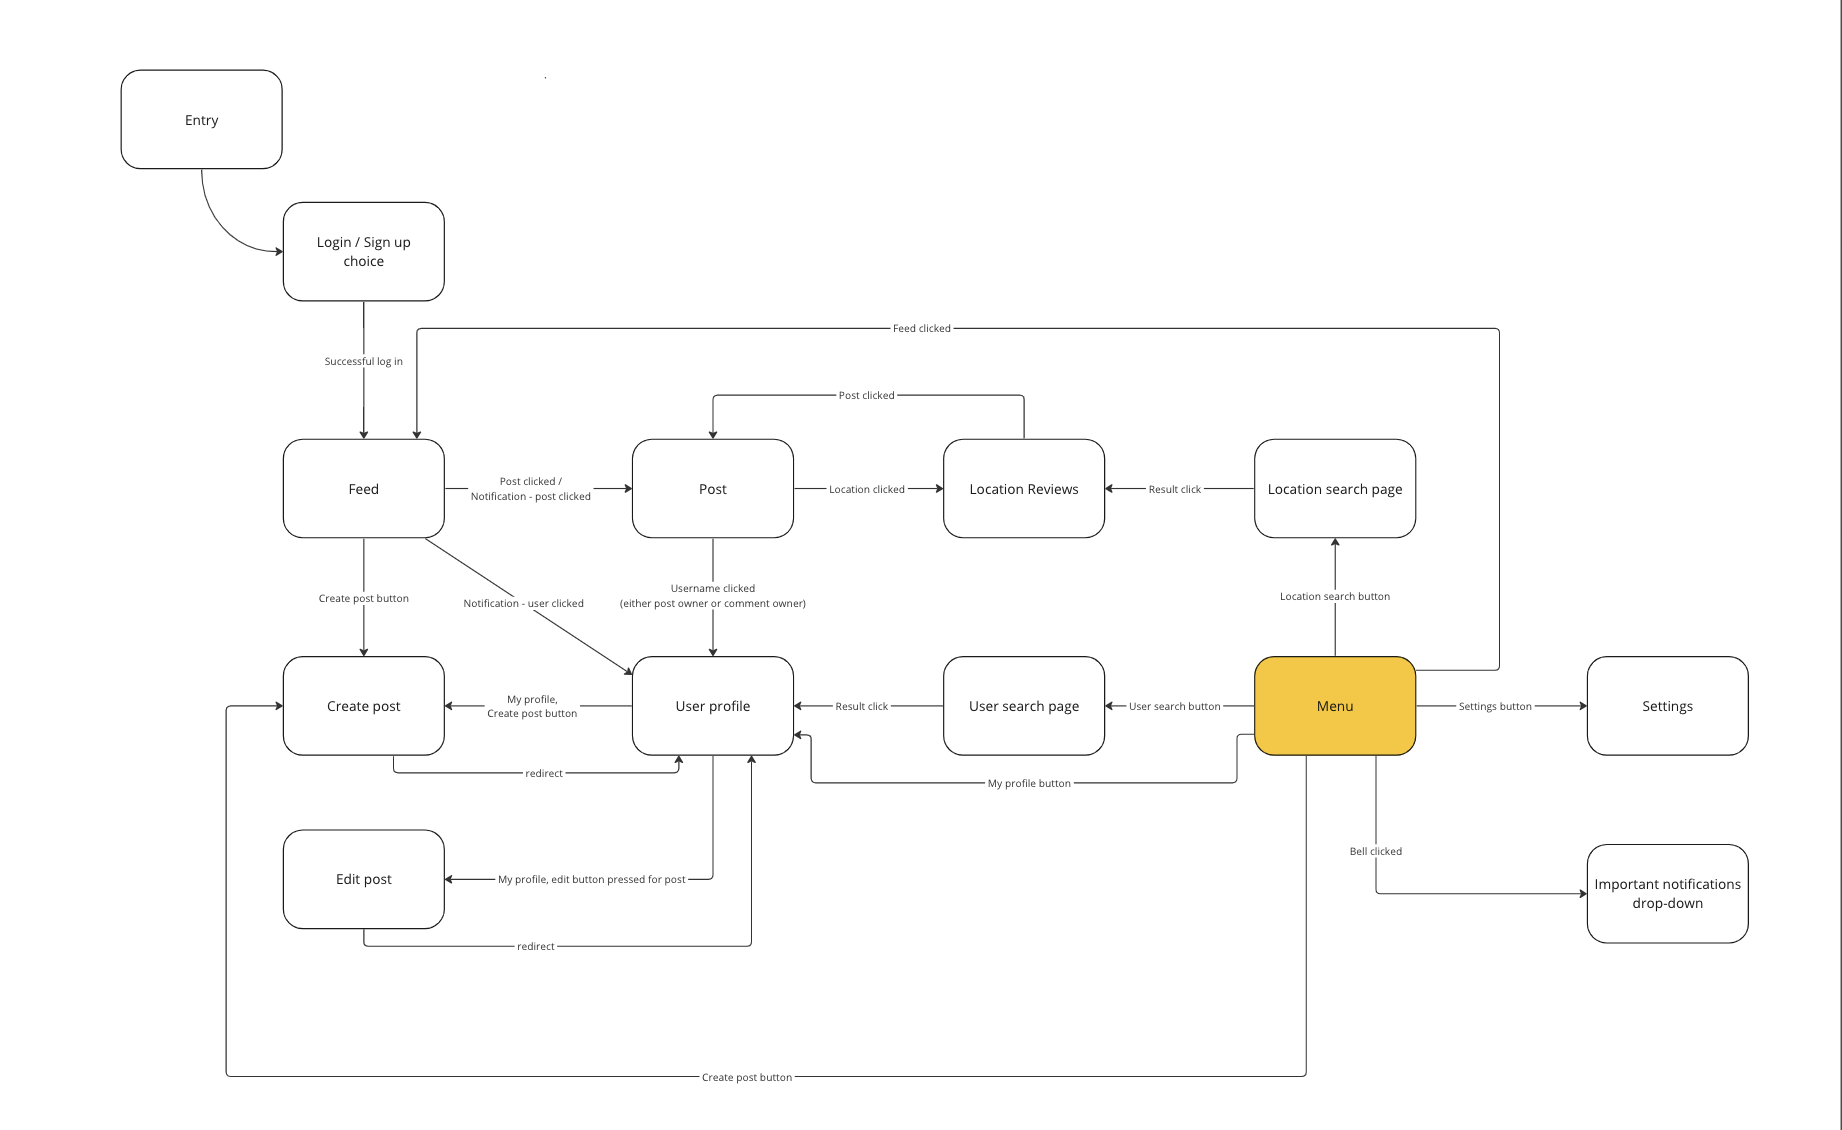 Entry
Login / Sign up
choice
Feed clicked
Successful log in
Post clicked
Feed
Post clicked /
Notification - post clicked
Post
Location clicked
Location Reviews
Result click
Location search page
Create post button
Notification - user clicked
Username clicked
(either post owner or comment owner)
Location search button
Create post
My profile,
Create post button
User profile
Result click
User search page
User search button
Menu
Settings button
Settings
redirect
My profile button
Edit post
My profile, edit button pressed for post
Bell clicked
Important notifications
drop-down
redirect
Create post button